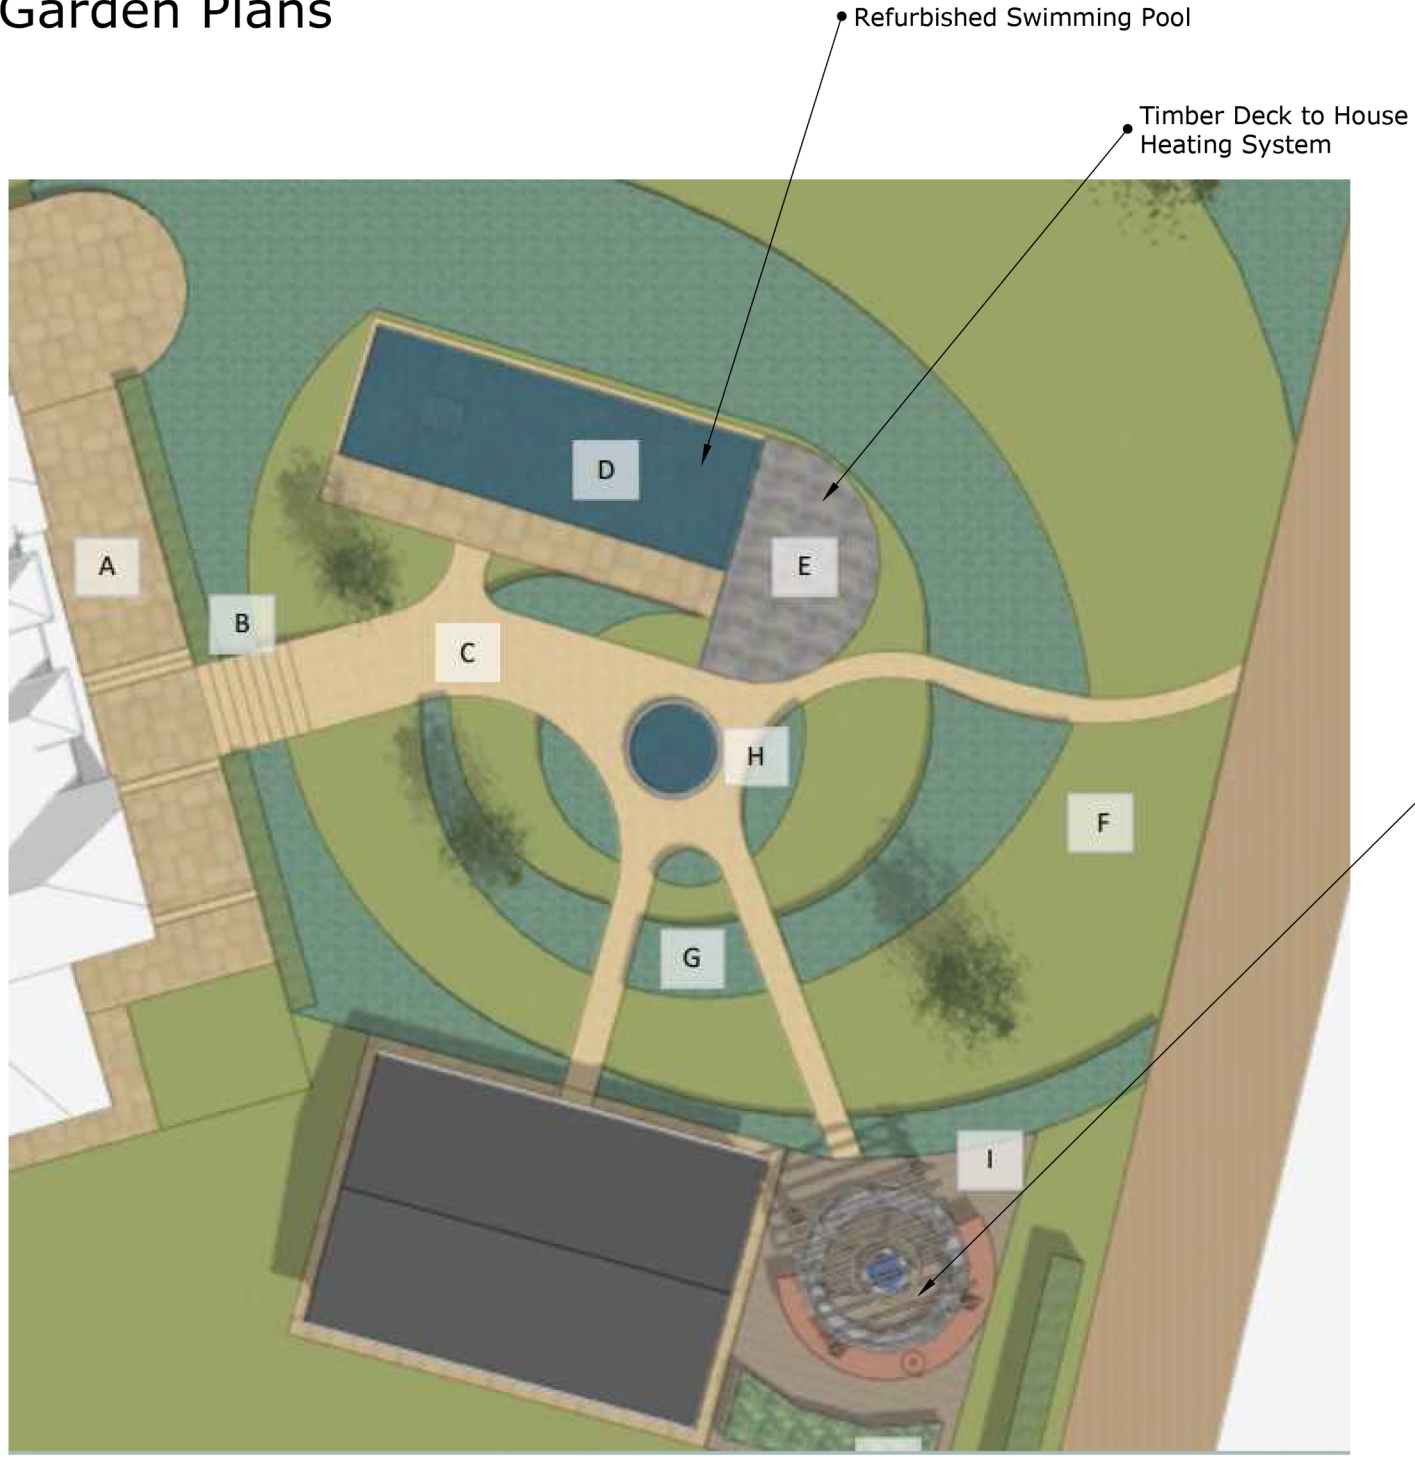 Garden Plans
Refurbished Swimming Pool
Timber Deck to House
Heating System
D
E
A
B
C
H
F
G
I